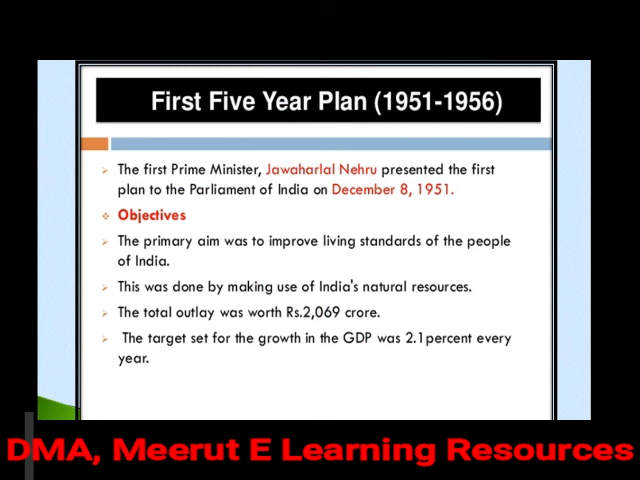 First Five Year Plan (1951-1956)
The first Prime Minister, Jawaharlal Nehru presented the first
plan to the Parliament of India on December 8, 1951.
Objectives
The primary aim was to improve living standards of the people
of India.
This was done by making use of India's natural resources.
The total outlay was worth Rs.2,069 crore.
The target set for the growth in the GDP was 2.1percent every
year.
DMA, Meerut E Learning Resources